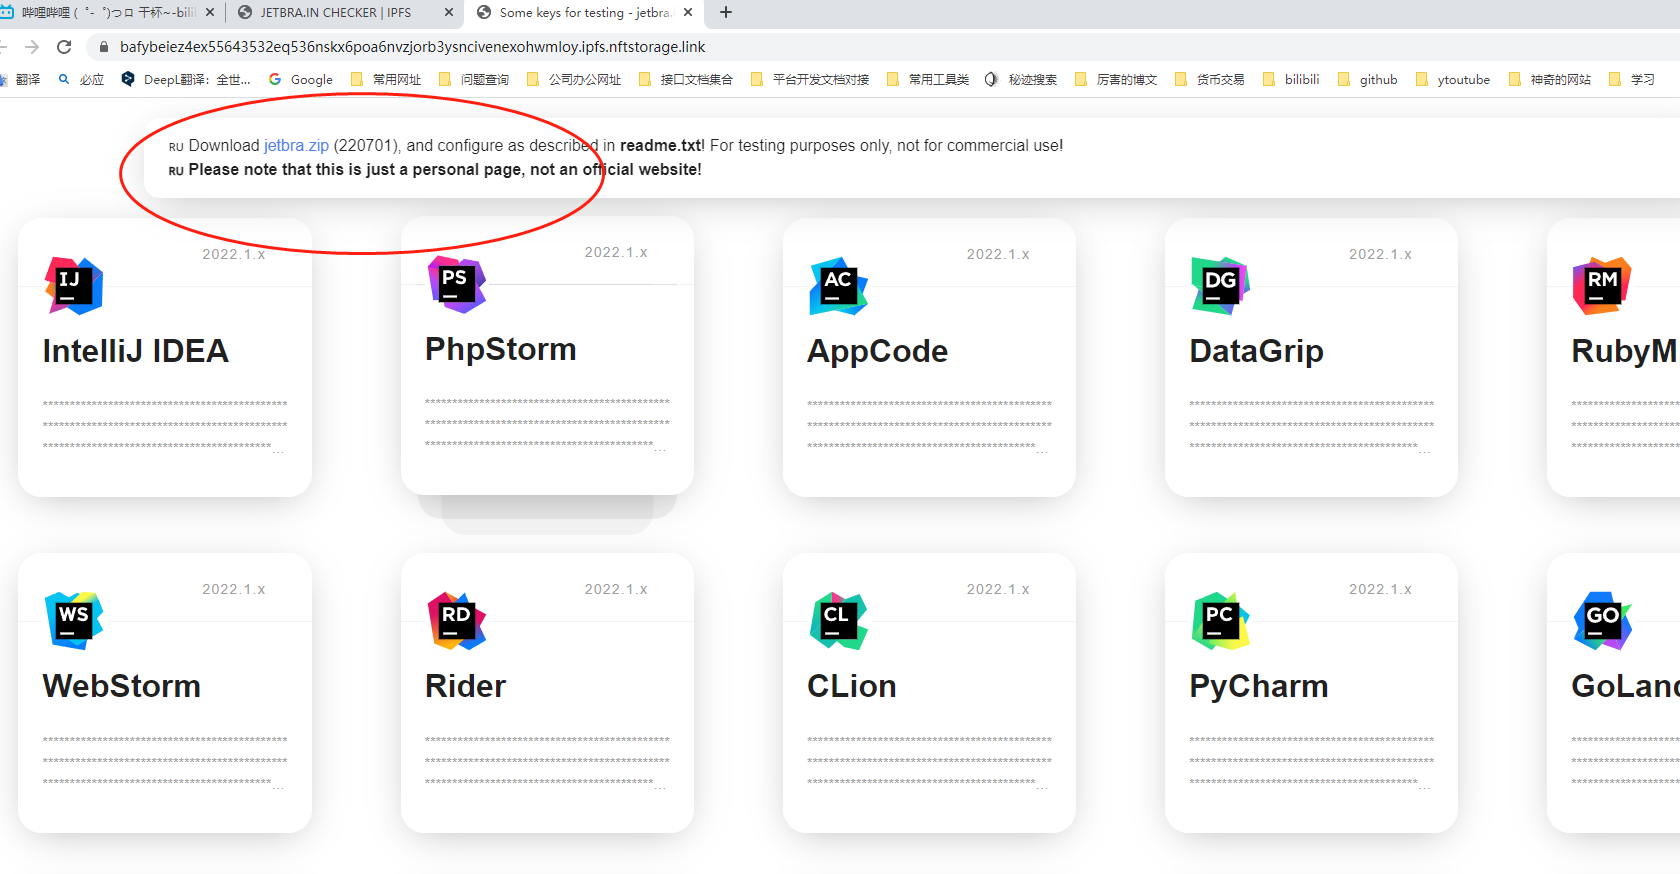 哔哩哔哩 ( ゜- ゜)つロ 干杯~-bili
JETBRA.IN CHECKER | IPFS
Some keys for testing - jetbra.
bafybeiez4ex55643532eq536nskx6poa6nvzjorb3ysncivenexohwmloy.ipfs.nftstorage.link
翻译 必应 DeepL翻译：全世... Google 常用网址 问题查询 公司办公网址 接口文档集合 平台开发文档对接 常用工具类 秘迹搜索 厉害的博文 货币交易 bilibili github ytoutube 神奇的网站 学习
RU Download jetbra.zip (220701), and configure as described in readme.txt! For testing purposes only, not for commercial use!
RU Please note that this is just a personal page, not an official website!
2022.1.x
IJ
IntelliJ IDEA
*********************************************
*********************************************
******************************************...
2022.1.x
PS
PhpStorm
*********************************************
*********************************************
******************************************...
2022.1.x
AC
AppCode
*********************************************
*********************************************
******************************************...
2022.1.x
DG
DataGrip
*********************************************
*********************************************
******************************************...
RM
RubyM
********************
********************
********************
2022.1.x
WS
WebStorm
*********************************************
*********************************************
******************************************...
2022.1.x
RD
Rider
*********************************************
*********************************************
******************************************...
2022.1.x
CL
CLion
*********************************************
*********************************************
******************************************...
2022.1.x
PC
PyCharm
*********************************************
*********************************************
******************************************...
GO
GoLand
********************
********************
********************